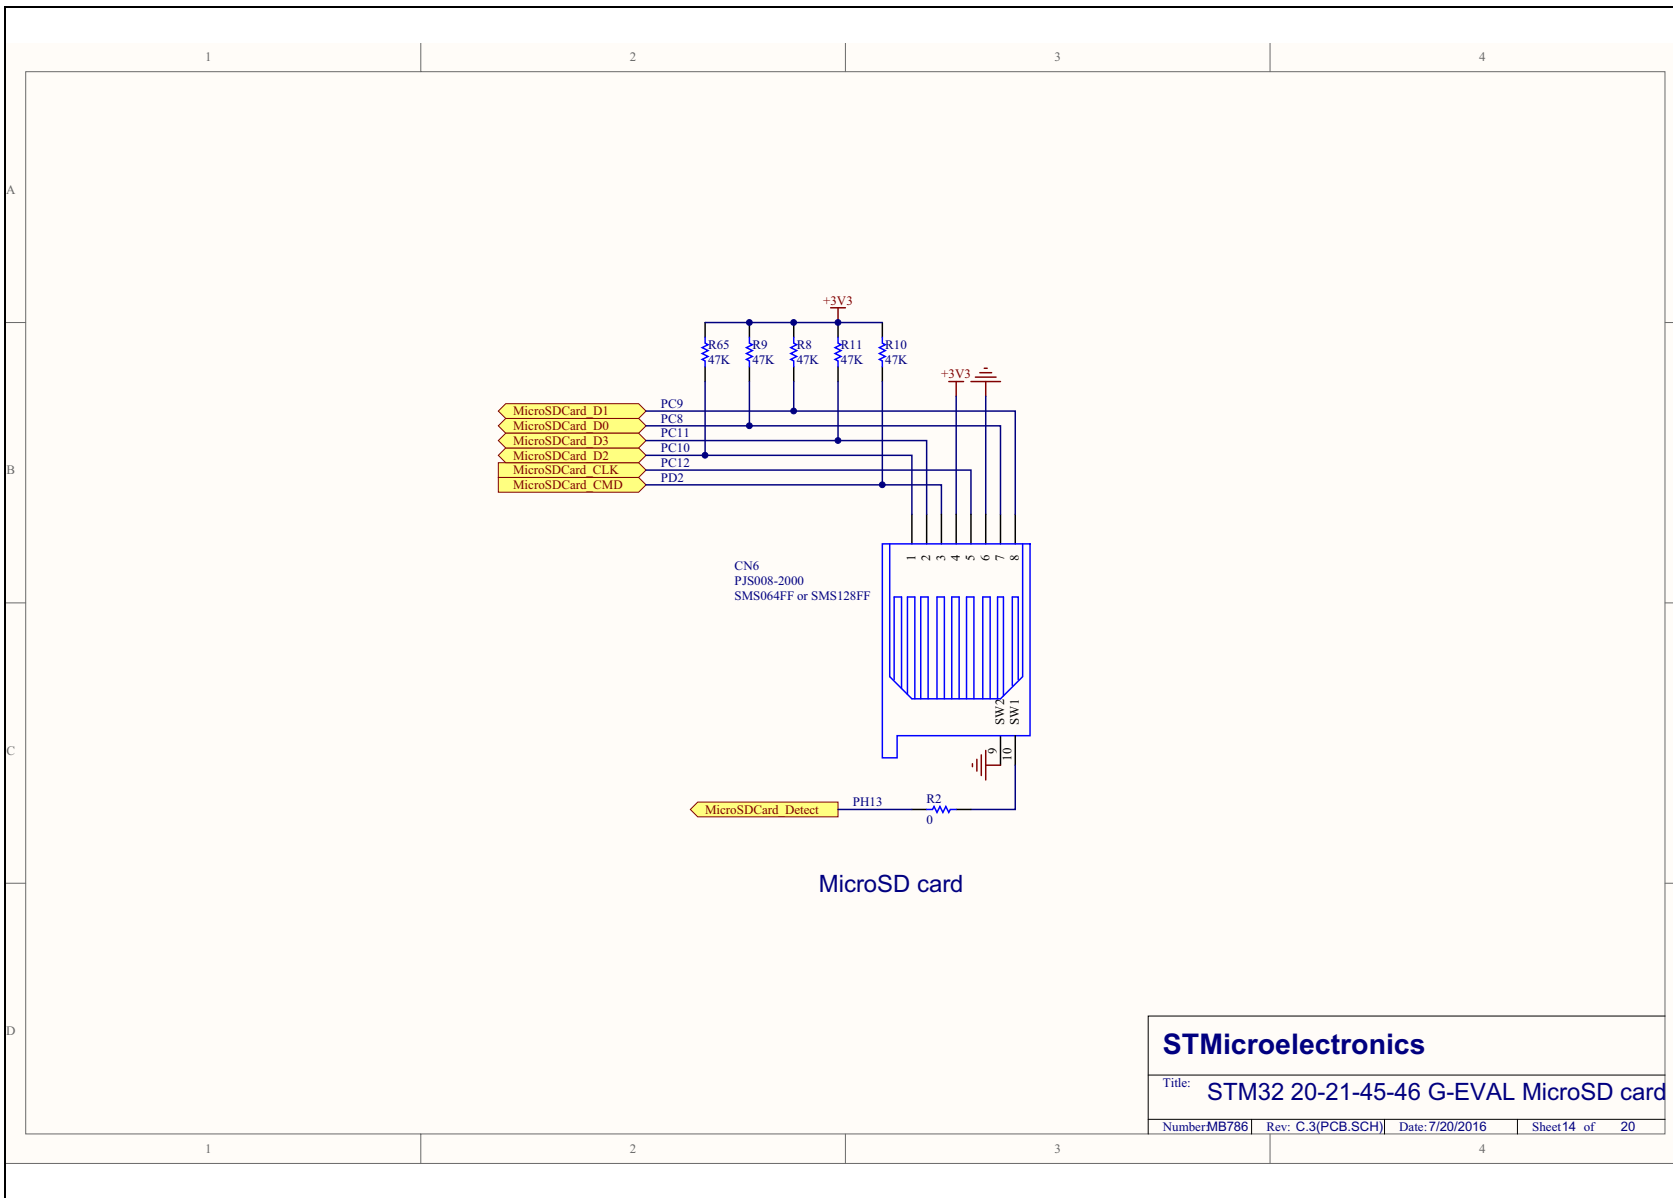 1 2 3 4
A
B
C
D
+3V3
R65 R9 R8 R11 R10
47K 47K 47K 47K 47K
+3V3
MicroSDCard_D1 PC9
MicroSDCard_D0 PC8
MicroSDCard_D3 PC11
MicroSDCard_D2 PC10
MicroSDCard_CLK PC12
MicroSDCard_CMD PD2
1 2 3 4 5 6 7 8
CN6
PJS008-2000
SMS064FF or SMS128FF
SW2 SW1
9 10
MicroSDCard_Detect PH13 R2
0
MicroSD card
STMicroelectronics
Title: STM32 20-21-45-46 G-EVAL MicroSD card
Number:MB786 Rev: C.3(PCB.SCH) Date:7/20/2016 Sheet14 of 20
1 2 3 4